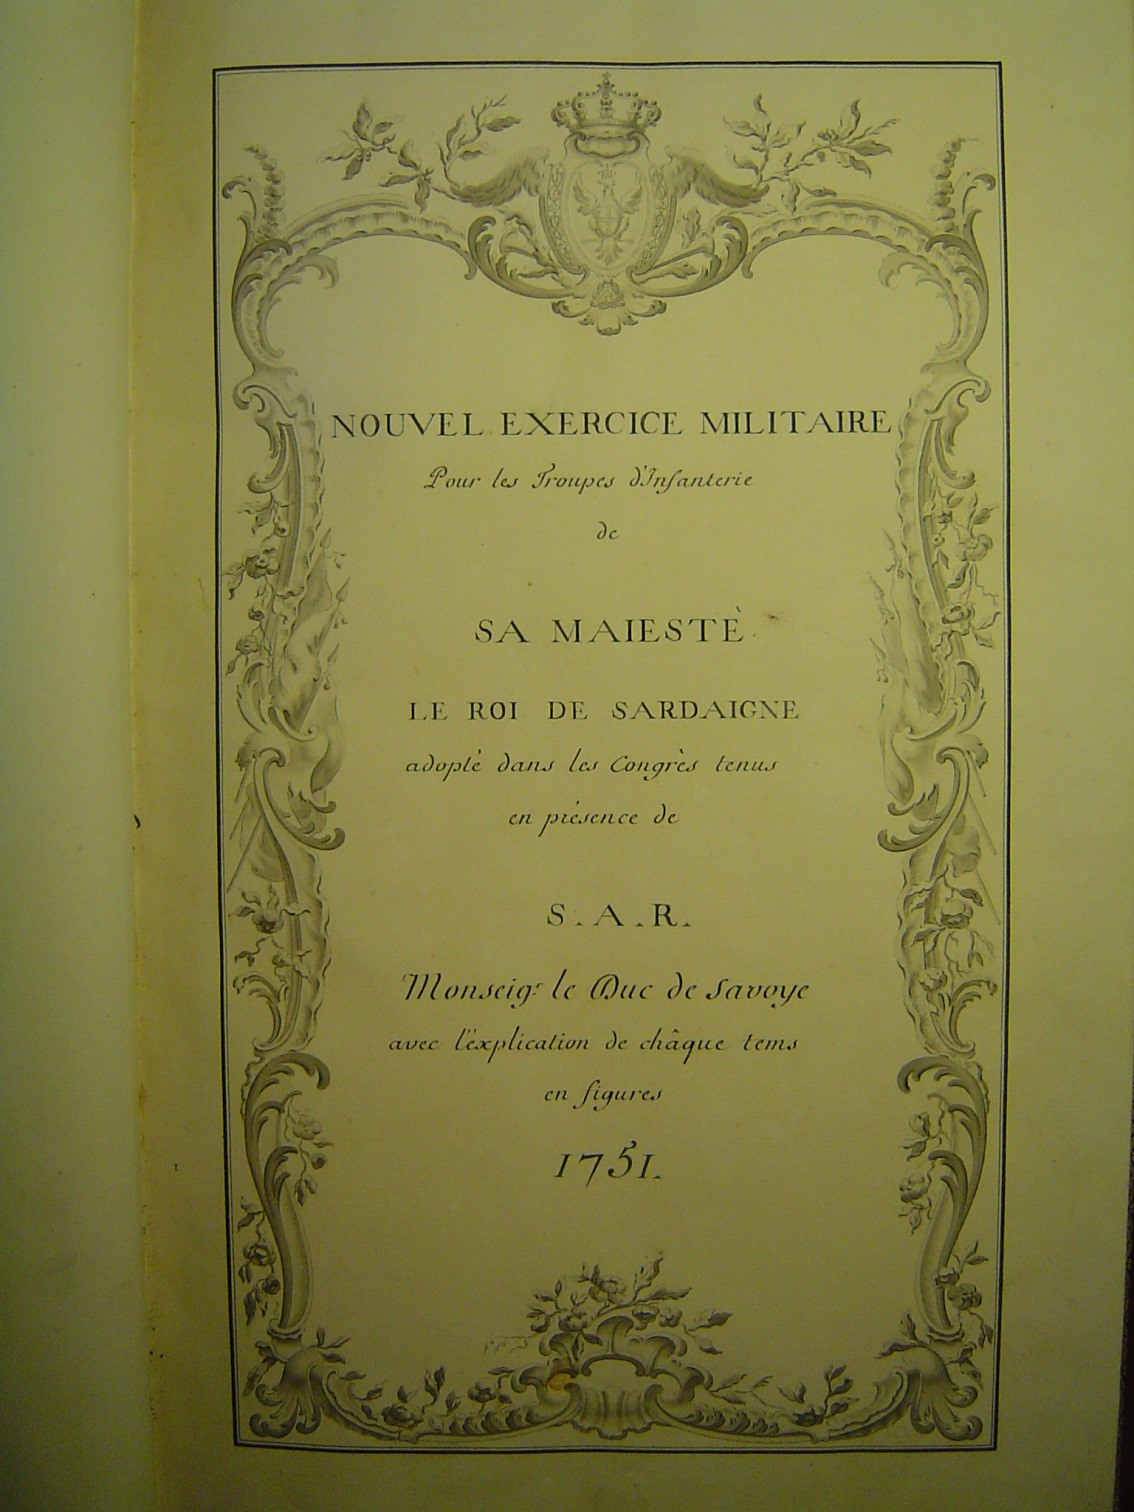 NOUVEL EXERCICE MILITAIRE
Pour les Troupes d'Infanterie
de
SA MAIESTÈ
LE ROI DE SARDAIGNE
adopté dans les Congrès tenus
en présence de
S. A. R.
Monseigr. le Duc de Savoye
avec l'ëxplication de châque tems
en figures
1751.